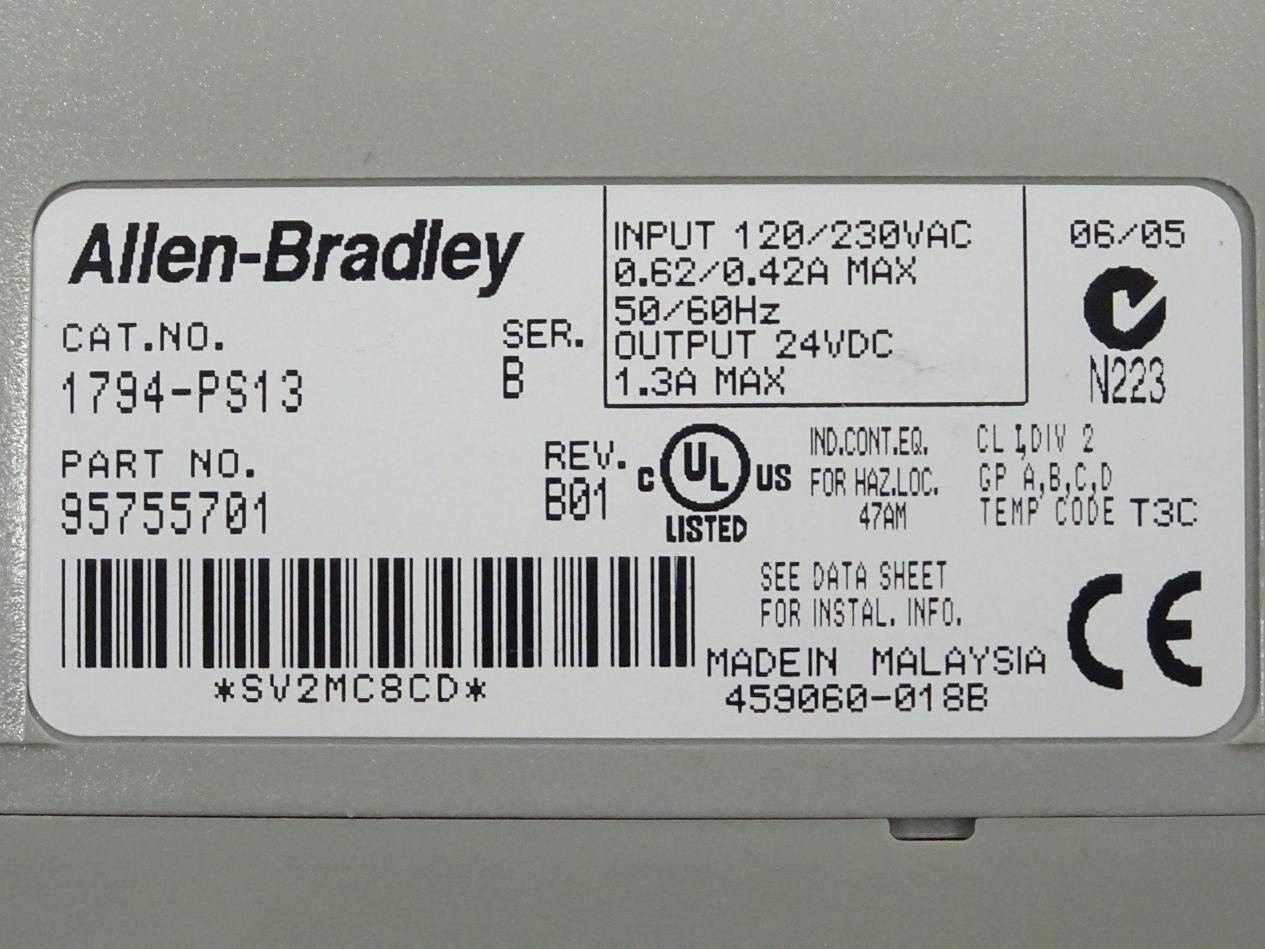 Allen-Bradley
CAT.NO.
SER.
1794-PS13
B
PART NO.
REV.
95755701
B01
*SV2MC8CD*
INPUT 120/230VAC
0.62/0.42A MAX
50/60Hz
OUTPUT 24VDC
1.3A MAX
06/05
N223
C UL US
LISTED
IND.CONT.EQ.
FOR HAZ.LOC.
47AM
CL I,DIV 2
GP A,B,C,D
TEMP CODE T3C
SEE DATA SHEET
FOR INSTAL. INFO.
CE
MADE IN MALAYSIA
459060-018B